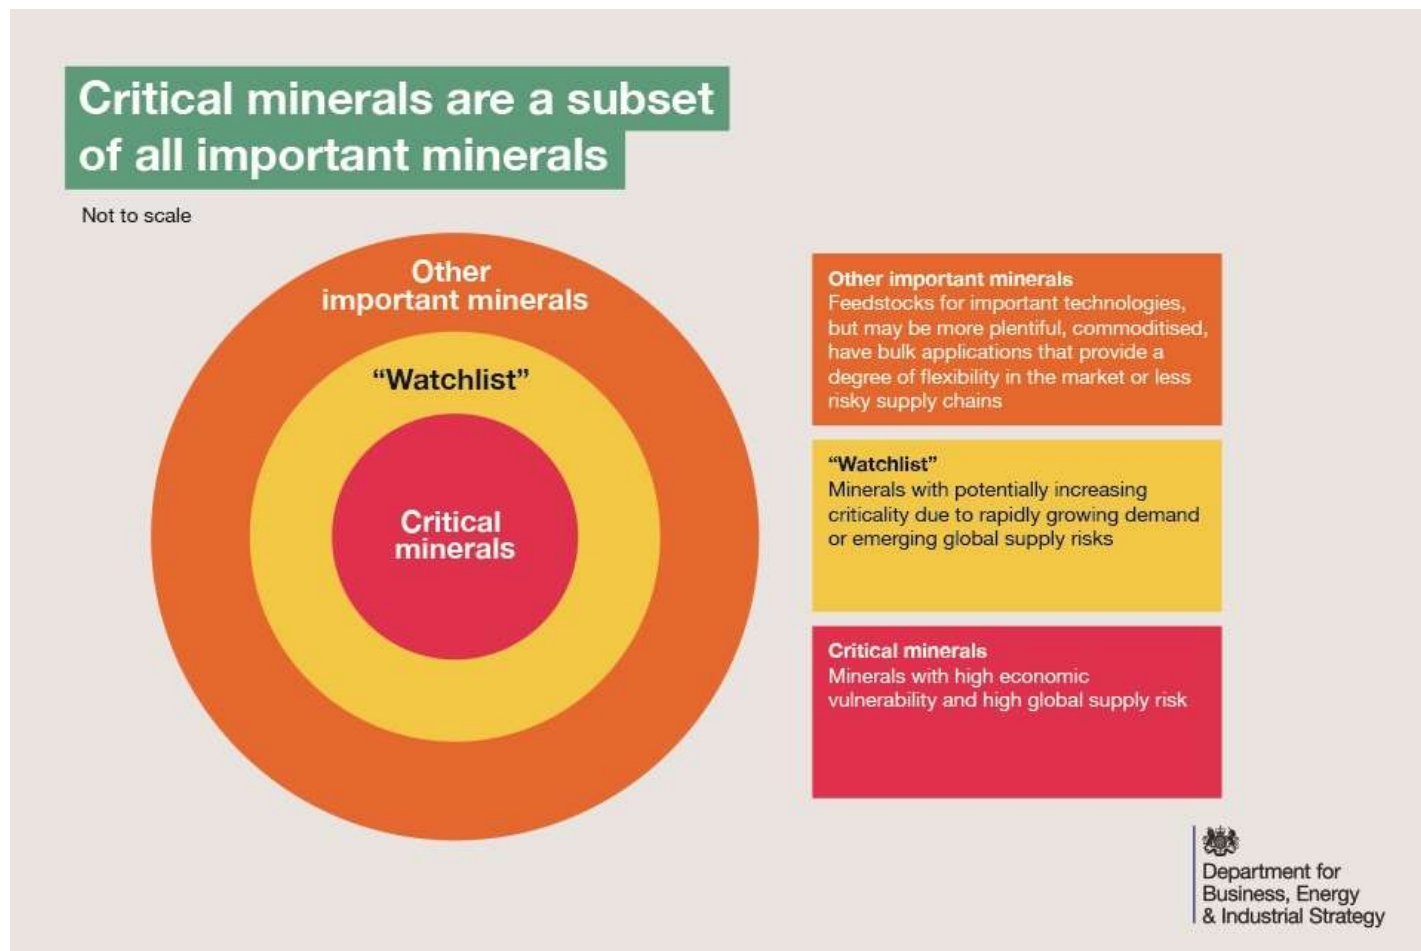 Critical minerals are a subset
of all important minerals
Not to scale
Other
important minerals
“Watchlist”
Critical
minerals
Other important minerals
Feedstocks for important technologies,
but may be more plentiful, commoditised,
have bulk applications that provide a
degree of flexibility in the market or less
risky supply chains
“Watchlist”
Minerals with potentially increasing
criticality due to rapidly growing demand
or emerging global supply risks
Critical minerals
Minerals with high economic
vulnerability and high global supply risk
Department for
Business, Energy
& Industrial Strategy